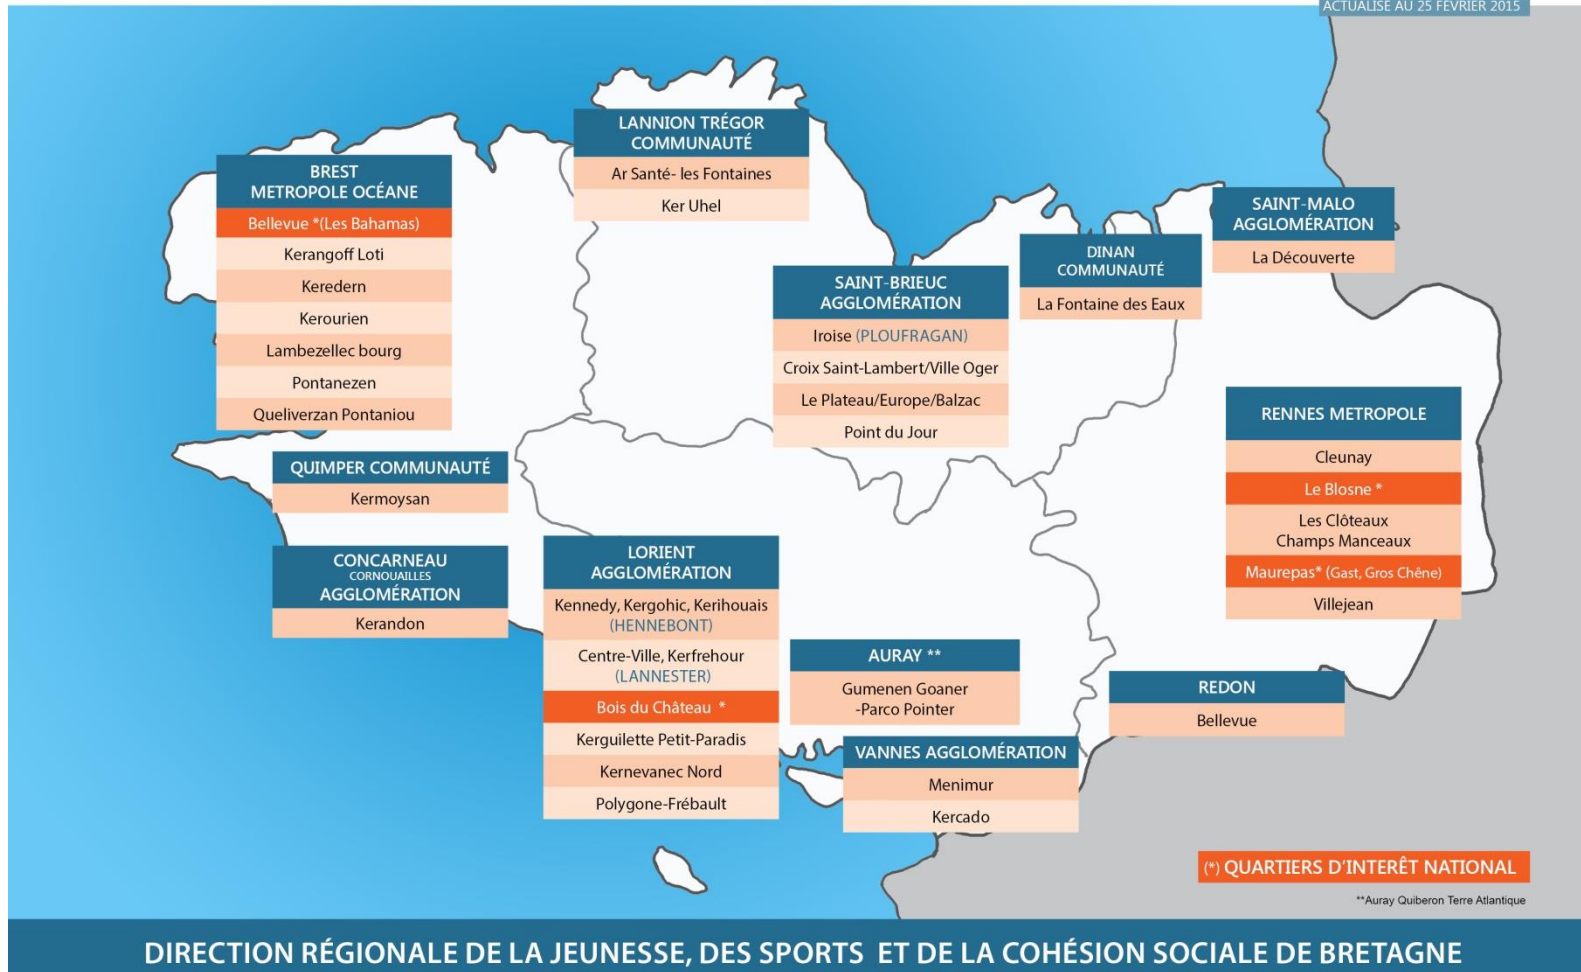 ACTUALISÉ AU 25 FÉVRIER 2015
LANNION TRÉGOR
COMMUNAUTÉ
Ar Santé- les Fontaines
Ker Uhel
BREST
METROPOLE OCÉANE
Bellevue *(Les Bahamas)
Kerangoff Loti
Keredern
Kerourien
Lambezellec bourg
Pontanezen
Queliverzan Pontaniou
SAINT-MALO
AGGLOMÉRATION
La Découverte
DINAN
COMMUNAUTÉ
La Fontaine des Eaux
SAINT-BRIEUC
AGGLOMÉRATION
Iroise (PLOUFRAGAN)
Croix Saint-Lambert/Ville Oger
Le Plateau/Europe/Balzac
Point du Jour
RENNES METROPOLE
Cleunay
Le Blosne *
Les Clôteaux
Champs Manceaux
Maurepas* (Gast, Gros Chêne)
Villejean
QUIMPER COMMUNAUTÉ
Kermoysan
CONCARNEAU
CORNOUAILLES
AGGLOMÉRATION
Kerandon
LORIENT
AGGLOMÉRATION
Kennedy, Kergohic, Kerihouais
(HENNEBONT)
Centre-Ville, Kerfrehour
(LANNESTER)
Bois du Château *
Kerguilette Petit-Paradis
Kernevanec Nord
Polygone-Frébault
AURAY **
Gumenen Goaner
-Parco Pointer
REDON
Bellevue
VANNES AGGLOMÉRATION
Menimur
Kercado
(*) QUARTIERS D'INTERÊT NATIONAL
**Auray Quiberon Terre Atlantique
DIRECTION RÉGIONALE DE LA JEUNESSE, DES SPORTS ET DE LA COHÉSION SOCIALE DE BRETAGNE